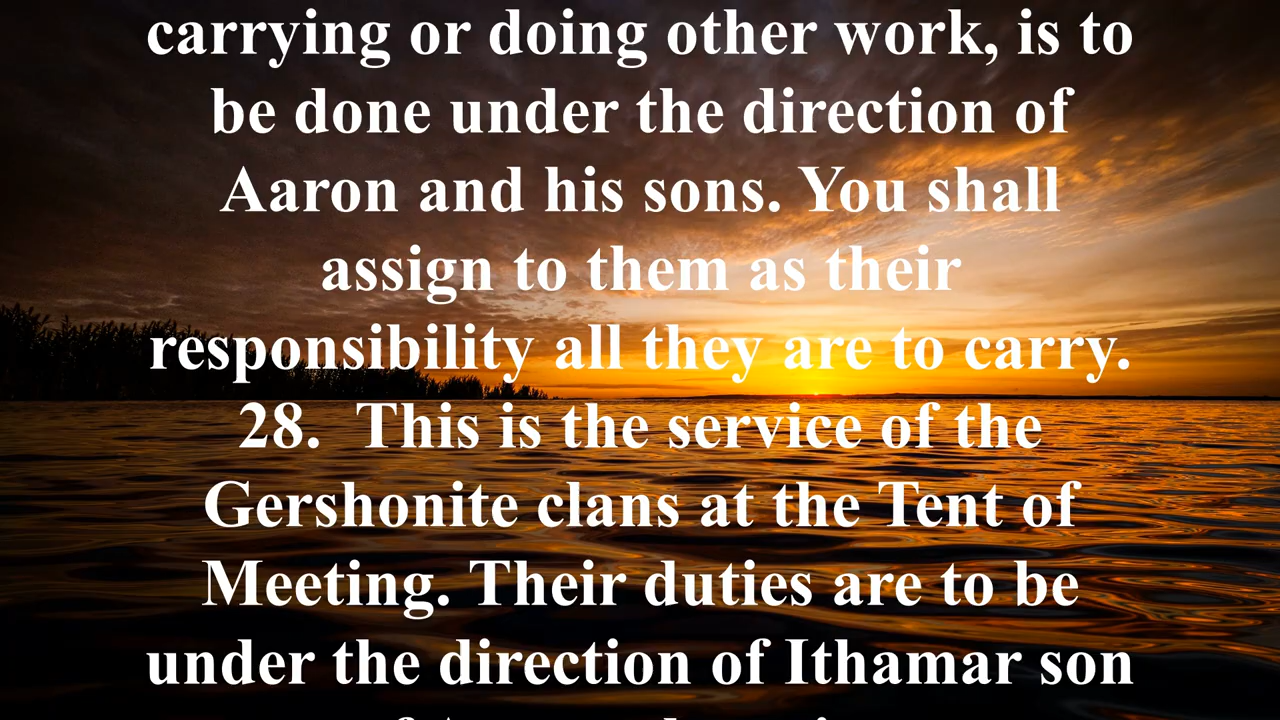 carrying or doing other work, is to
be done under the direction of
Aaron and his sons. You shall
assign to them as their
responsibility all they are to carry.
28.  This is the service of the
Gershonite clans at the Tent of
Meeting. Their duties are to be
under the direction of Ithamar son